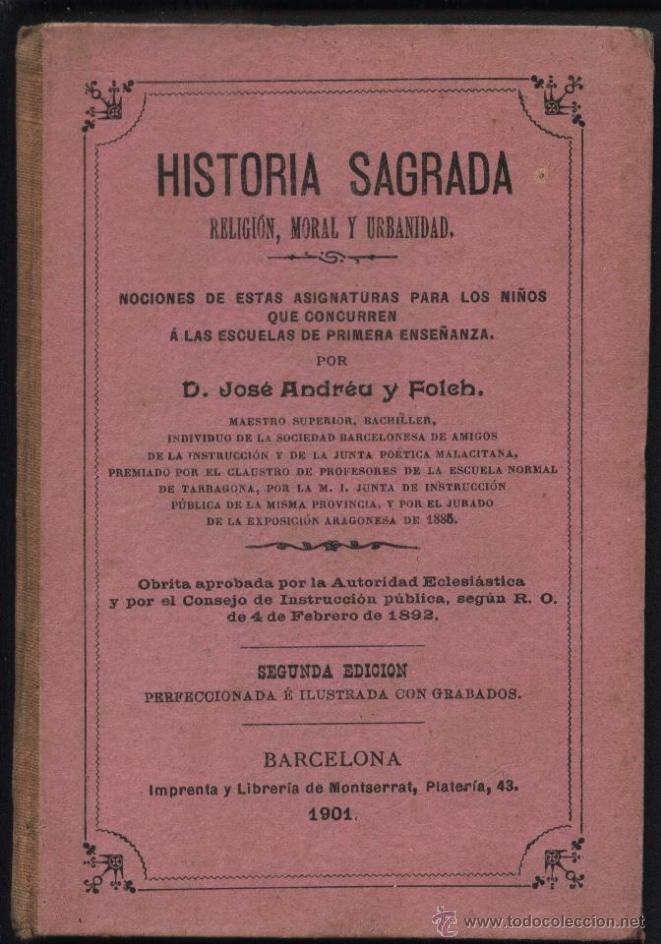 HISTORIA SAGRADA
RELIGIÓN, MORAL Y URBANIDAD.
NOCIONES DE ESTAS ASIGNATURAS PARA LOS NIÑOS
QUE CONCURREN
Á LAS ESCUELAS DE PRIMERA ENSEÑANZA.
POR
D. José Andréu y Folch.
MAESTRO SUPERIOR, BACHILLER,
INDIVIDUO DE LA SOCIEDAD BARCELONESA DE AMIGOS
DE LA INSTRUCCIÓN Y DE LA JUNTA POÉTICA MALACITANA,
PREMIADO POR EL CLAUSTRO DE PROFESORES DE LA ESCUELA NORMAL
DE TARRAGONA, POR LA M. I. JUNTA DE INSTRUCCIÓN
PÚBLICA DE LA MISMA PROVINCIA, Y POR EL JURADO
DE LA EXPOSICIÓN ARAGONESA DE 1885.
Obrita aprobada por la Autoridad Eclesiástica
y por el Consejo de Instrucción pública, según R. O.
de 4 de Febrero de 1892.
SEGUNDA EDICION
PERFECCIONADA É ILUSTRADA CON GRABADOS.
BARCELONA
Imprenta y Librería de Montserrat, Platería, 43.
1901.
www.todocoleccion.net